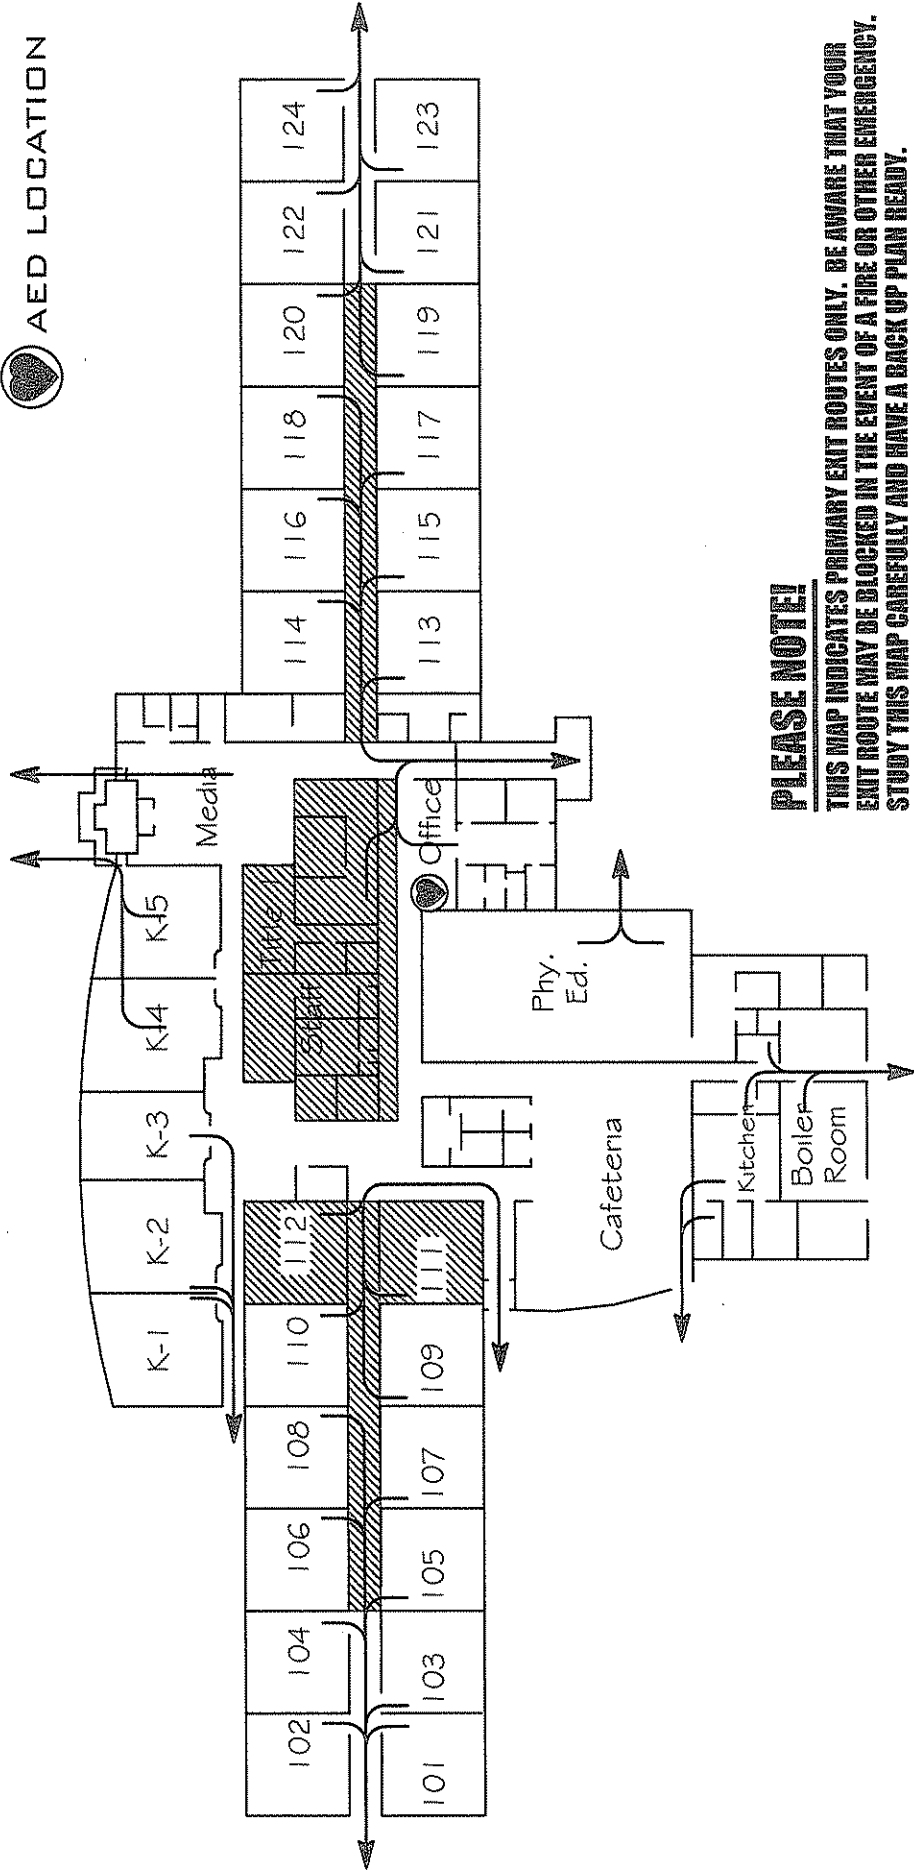 AED LOCATION
K-1
K-2
K-3
K-4
K-5
Media
102
104
106
108
110
112
Title I
Staff
114
116
118
120
122
124
101
103
105
107
109
111
Office
113
115
117
119
121
123
Cafeteria
Phy.
Ed.
Kitchen
Boiler
Room
PLEASE NOTE!
THIS MAP INDICATES PRIMARY EXIT ROUTES ONLY. BE AWARE THAT YOUR
EXIT ROUTE MAY BE BLOCKED IN THE EVENT OF A FIRE OR OTHER EMERGENCY.
STUDY THIS MAP CAREFULLY AND HAVE A BACK UP PLAN READY.